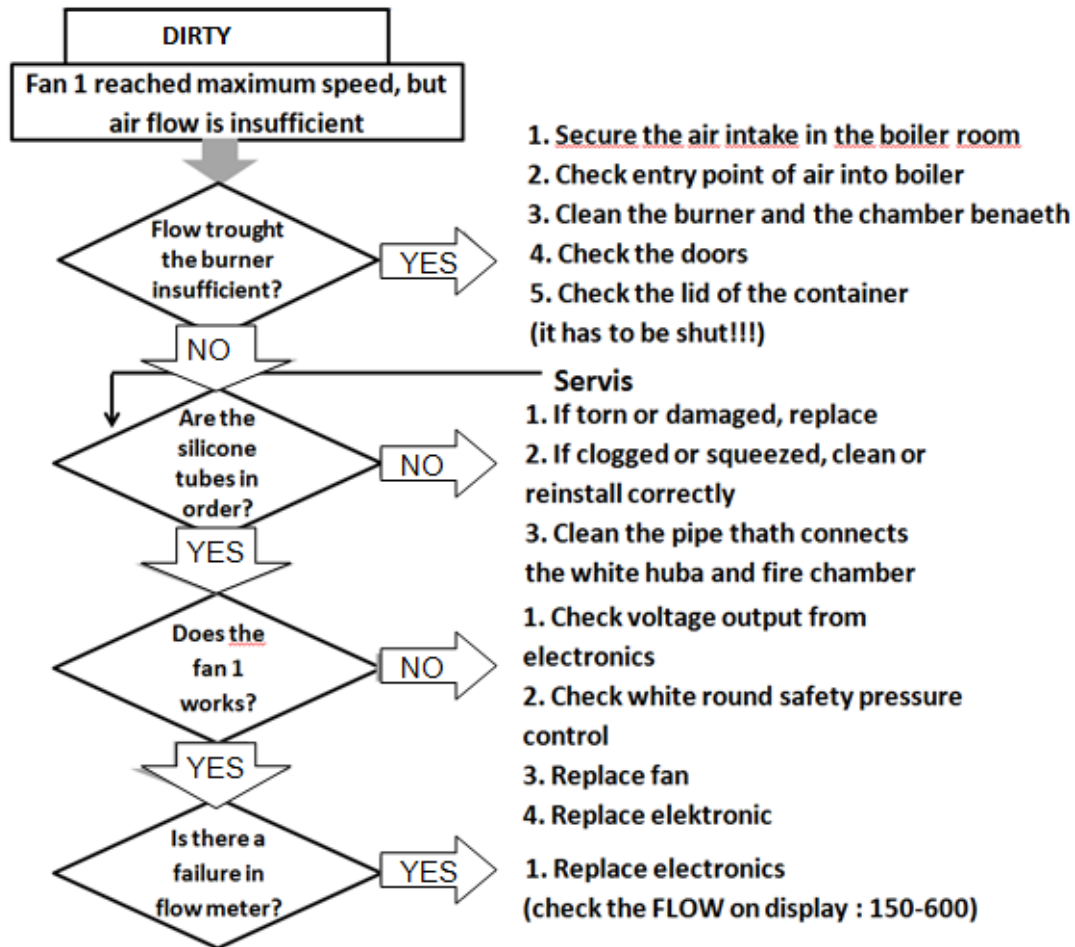 DIRTY
Fan 1 reached maximum speed, but
air flow is insufficient
Flow trought
the burner
insufficient?
YES
1. Secure the air intake in the boiler room
2. Check entry point of air into boiler
3. Clean the burner and the chamber benaeth
4. Check the doors
5. Check the lid of the container
(it has to be shut!!!)
NO
Servis
Are the
silicone
tubes in
order?
NO
1. If torn or damaged, replace
2. If clogged or squeezed, clean or
reinstall correctly
3. Clean the pipe thath connects
the white huba and fire chamber
YES
Does the
fan 1
works?
NO
1. Check voltage output from
electronics
2. Check white round safety pressure
control
3. Replace fan
4. Replace elektronic
YES
Is there a
failure in
flow meter?
YES
1. Replace electronics
(check the FLOW on display : 150-600)